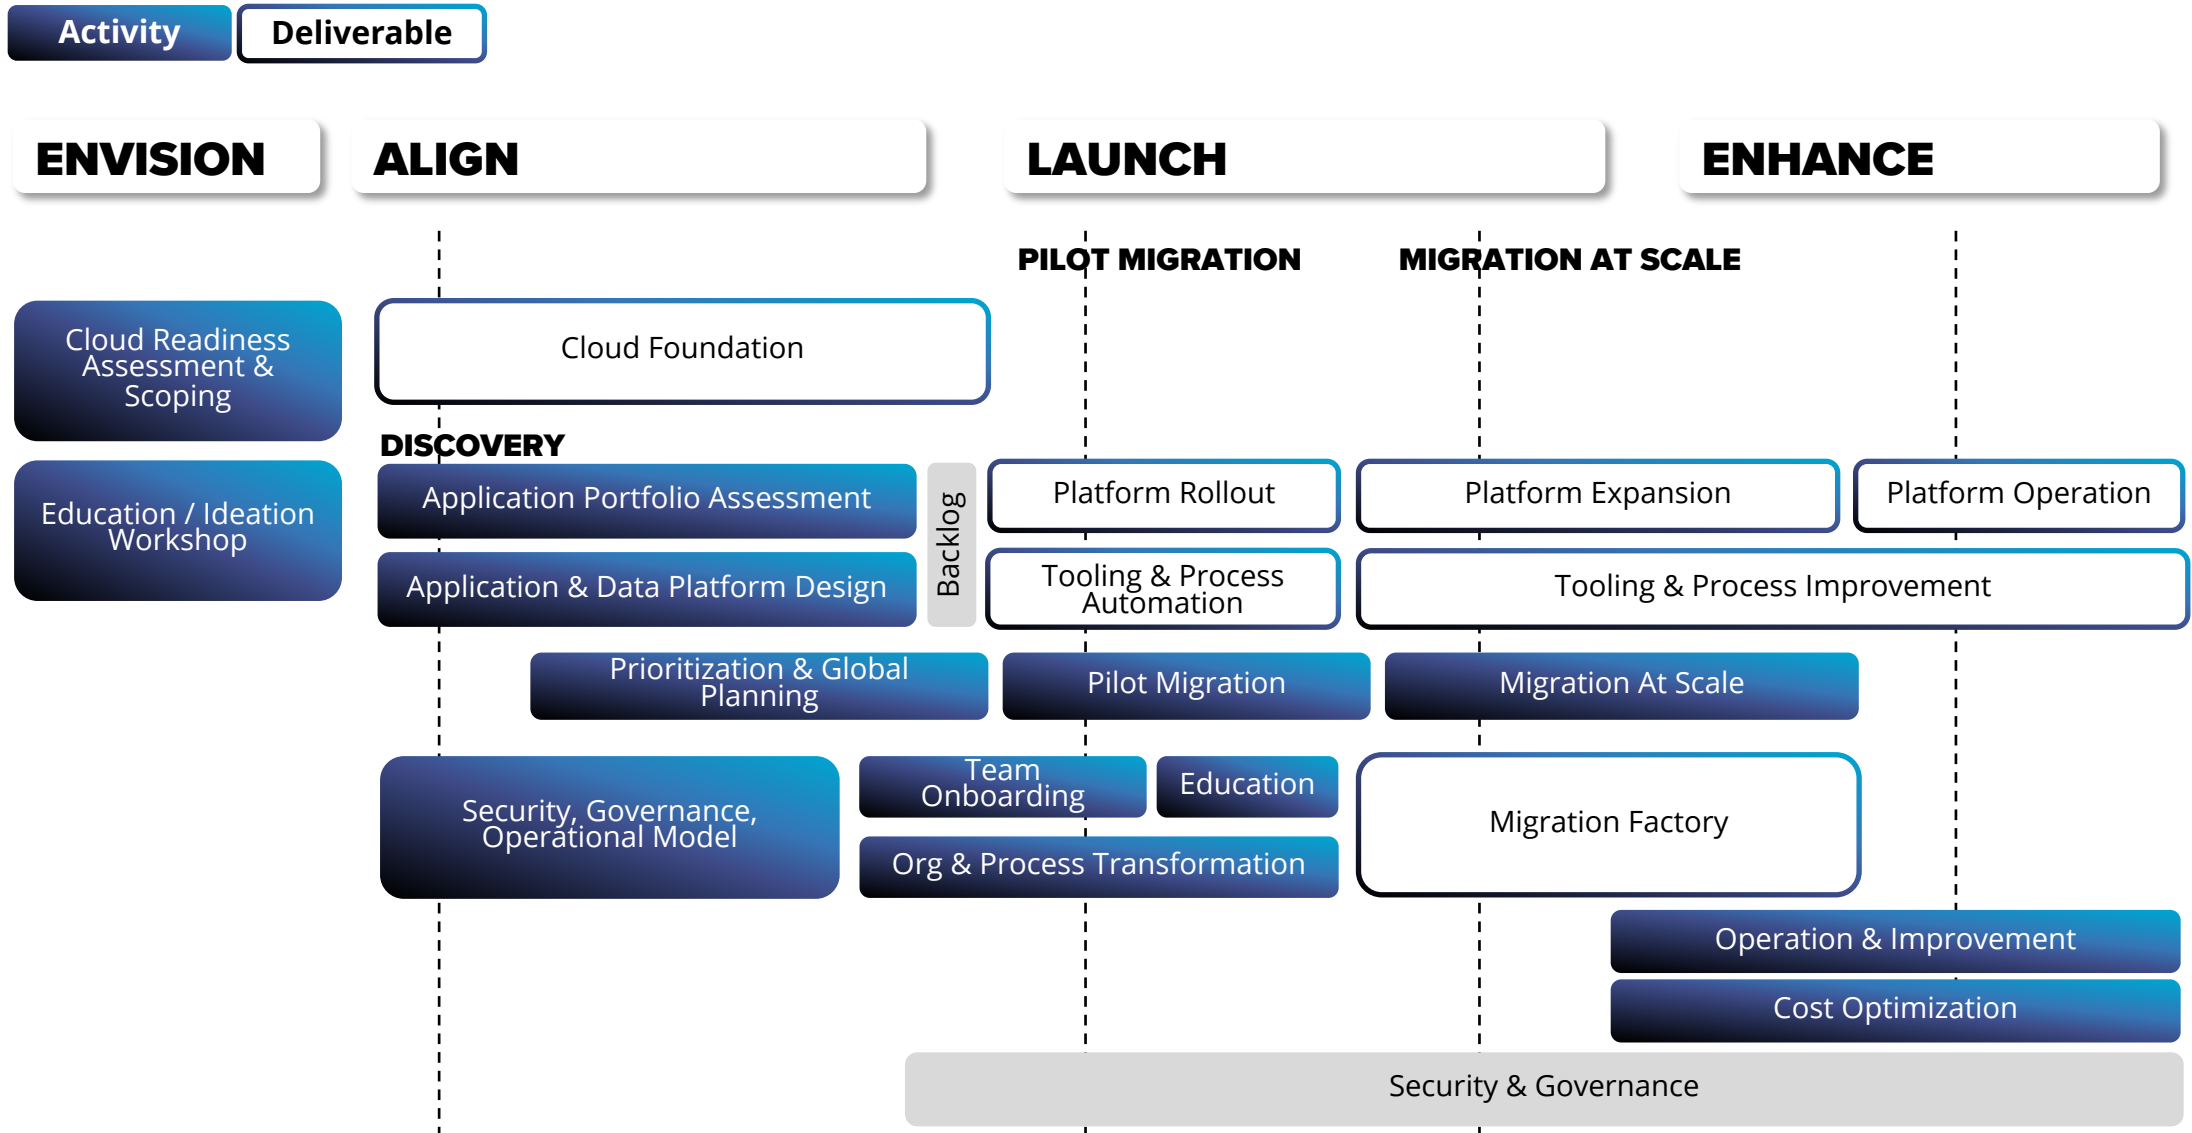 Activity
Deliverable
ENVISION
ALIGN
LAUNCH
ENHANCE
PILOT MIGRATION
MIGRATION AT SCALE
Cloud Readiness
Assessment &
Scoping
Cloud Foundation
DISCOVERY
Education / Ideation
Workshop
Application Portfolio Assessment
Application & Data Platform Design
Backlog
Platform Rollout
Platform Expansion
Platform Operation
Tooling & Process
Automation
Tooling & Process Improvement
Prioritization & Global
Planning
Pilot Migration
Migration At Scale
Security, Governance,
Operational Model
Team
Onboarding
Education
Org & Process Transformation
Migration Factory
Operation & Improvement
Cost Optimization
Security & Governance